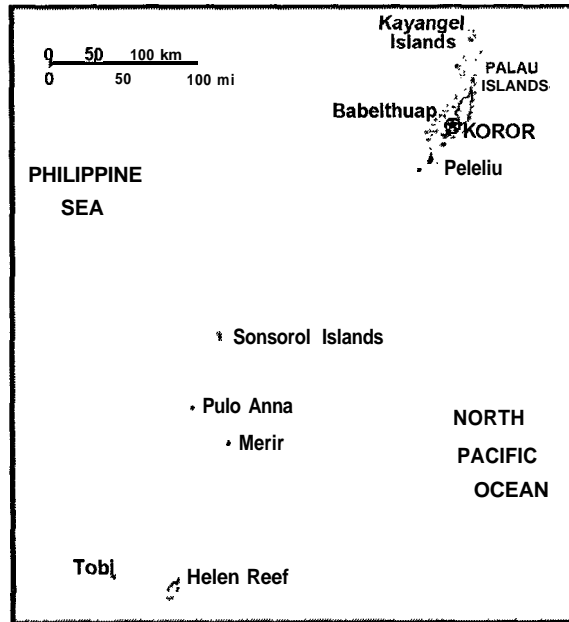 Kayangel
Islands
0 50 100 km
0 50 100 mi
PALAU
ISLANDS
Babelthuap
KOROR
Peleliu
PHILIPPINE
SEA
Sonsorol Islands
Pulo Anna
Merir
NORTH
PACIFIC
OCEAN
Tobi
Helen Reef